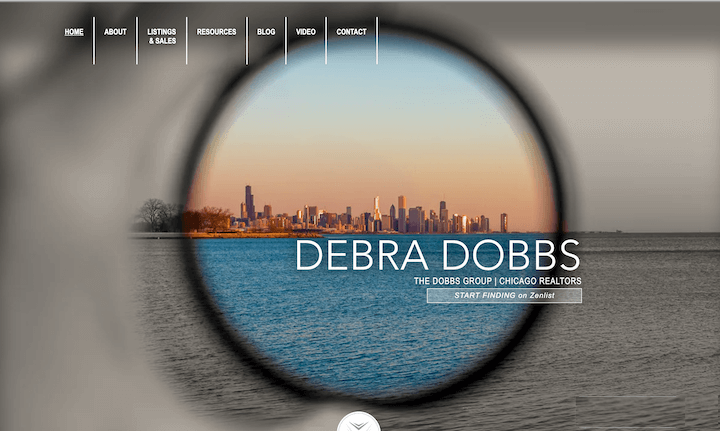 HOME
ABOUT
LISTINGS
& SALES
RESOURCES
BLOG
VIDEO
CONTACT
DEBRA DOBBS
THE DOBBS GROUP | CHICAGO REALTORS
START FINDING on Zenlist